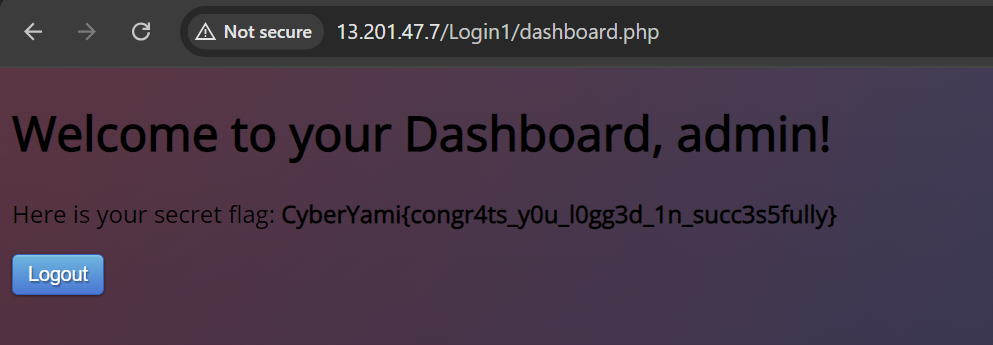 Not secure 13.201.47.7/Login1/dashboard.php
Welcome to your Dashboard, admin!
Here is your secret flag: CyberYami{congr4ts_y0u_l0gg3d_1n_succ3s5fully}
Logout